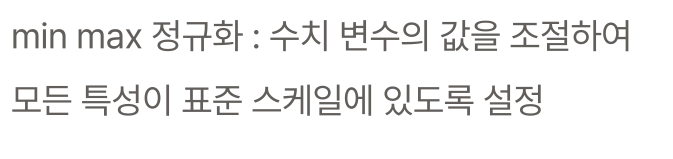 min max 정규화 : 수치 변수의 값을 조절하여
모든 특성이 표준 스케일에 있도록 설정